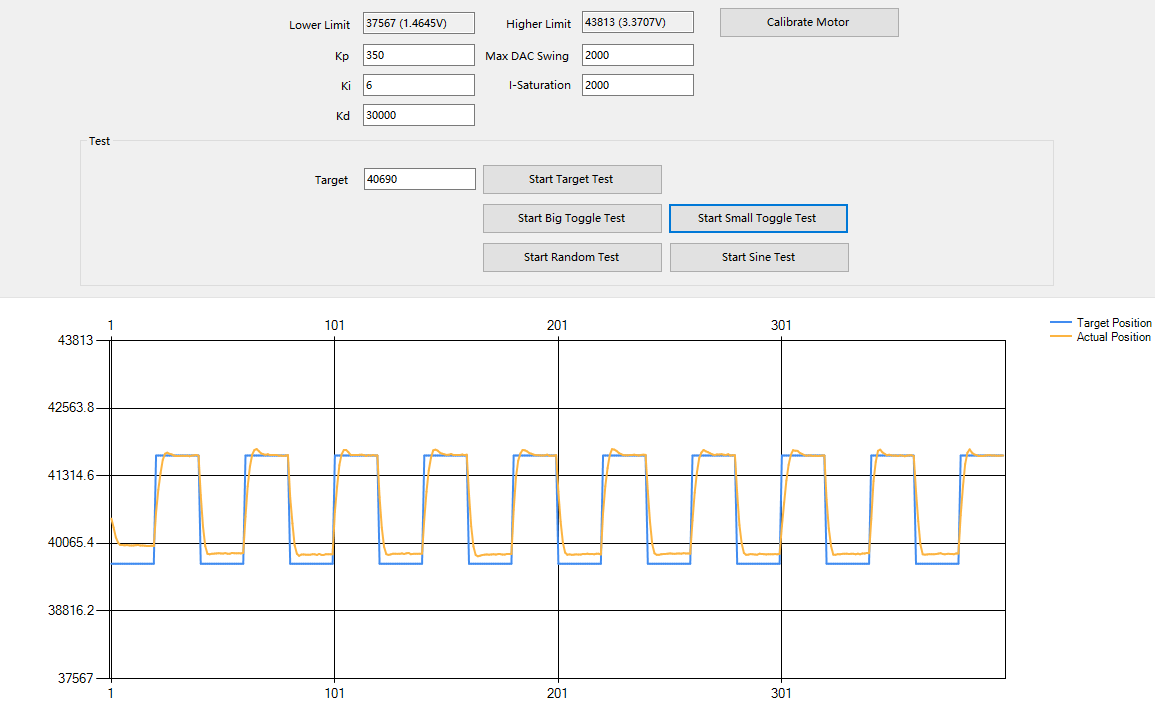 Lower Limit 37567 (1.4645V) Higher Limit 43813 (3.3707V) Calibrate Motor
Kp 350 Max DAC Swing 2000
Ki 6 I-Saturation 2000
Kd 30000
Test
Target 40690 Start Target Test
Start Big Toggle Test Start Small Toggle Test
Start Random Test Start Sine Test
1 101 201 301
Target Position
Actual Position
43813
42563.8
41314.6
40065.4
38816.2
37567
1 101 201 301